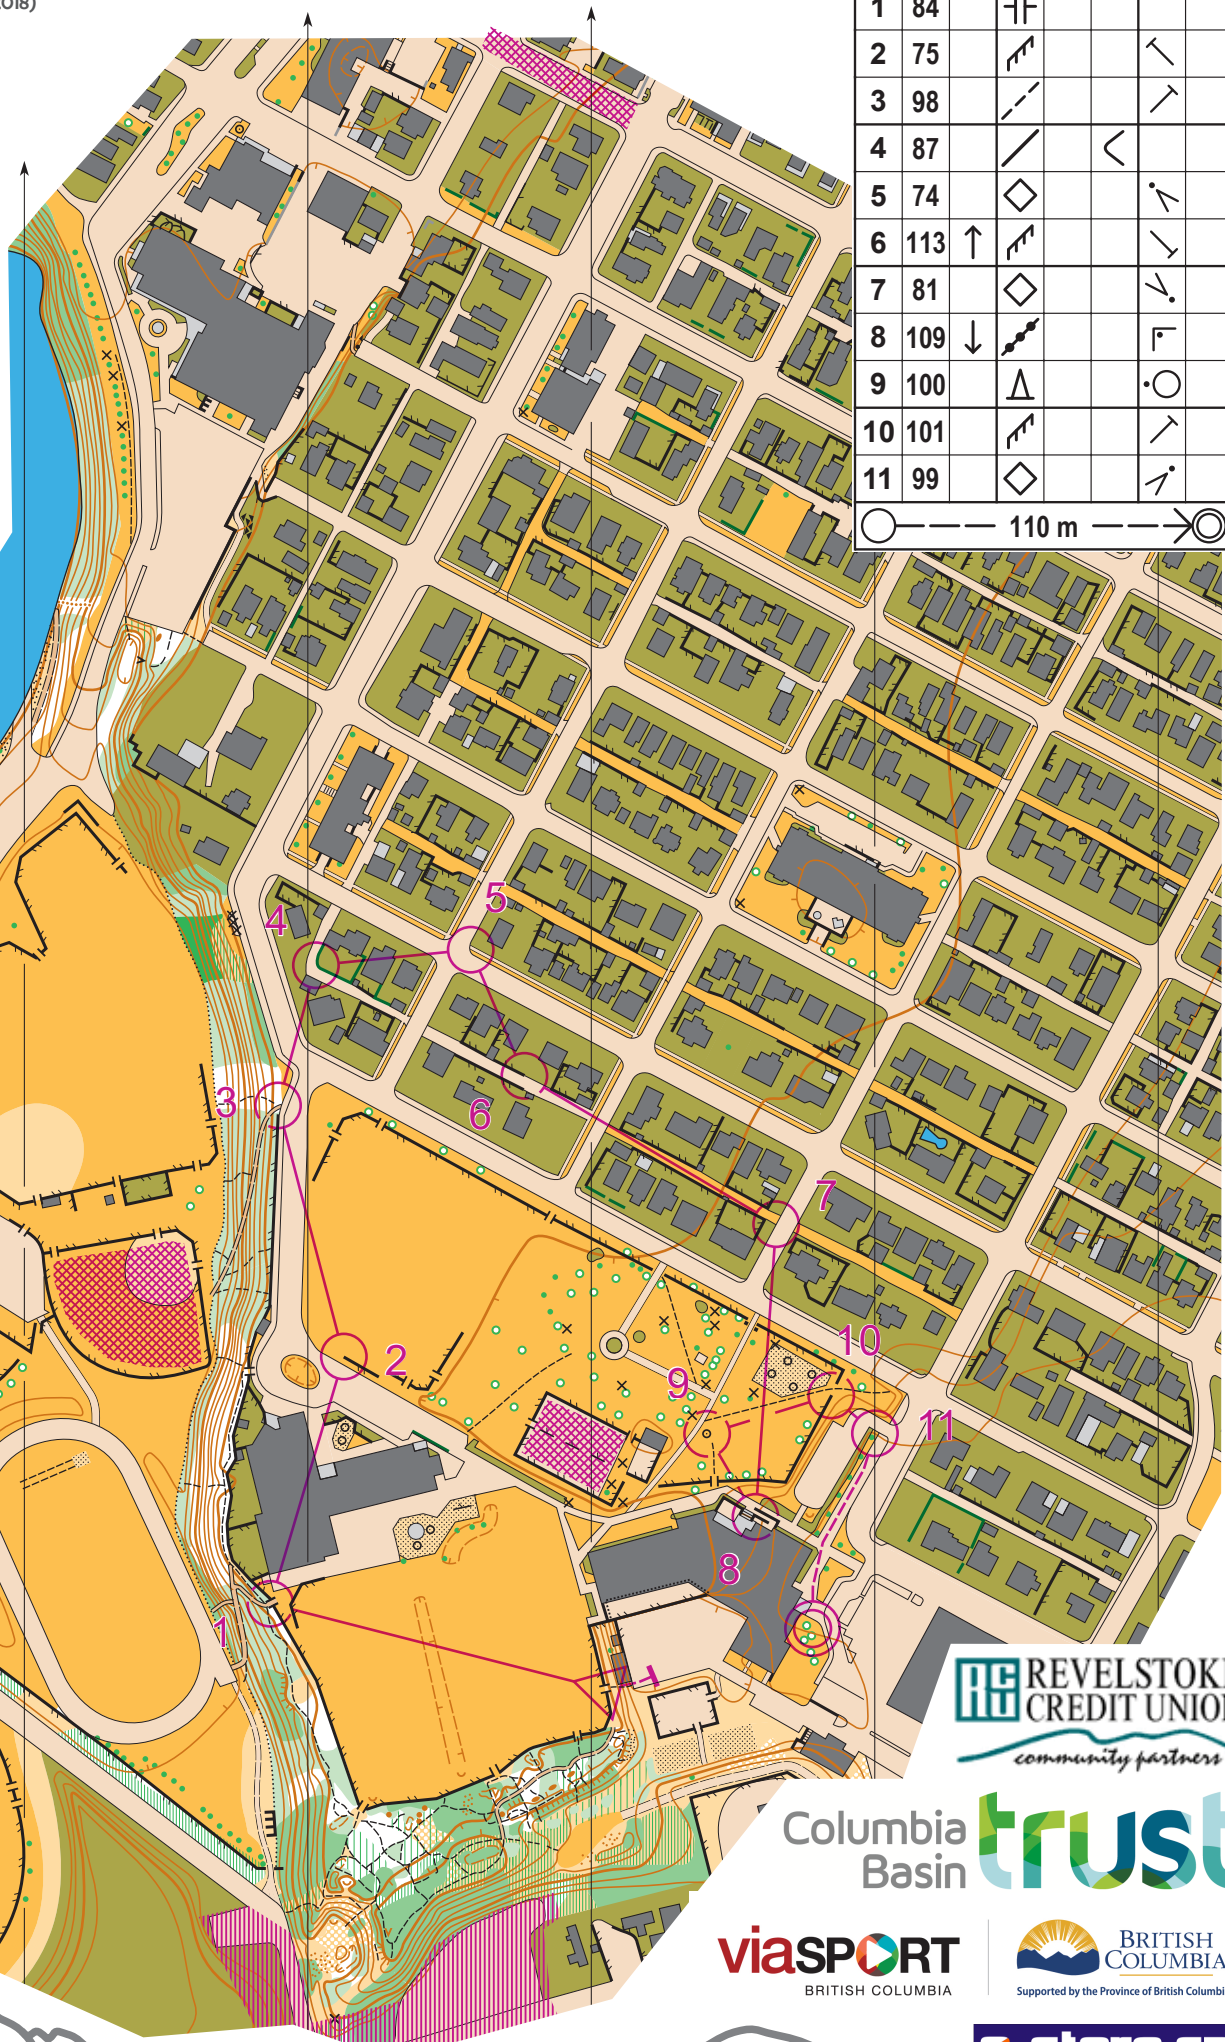 2018)
1 84
2 75
3 98
4 87
5 74
6 113
7 81
8 109
9 100
10 101
11 99
110 m
5
4
3
6
7
2
10
9
11
8
1
REVELSTOKE
CREDIT UNION
community partners
Columbia
Basin
trust
viaSPORT
BRITISH COLUMBIA
BRITISH
COLUMBIA
Supported by the Province of British Columbi